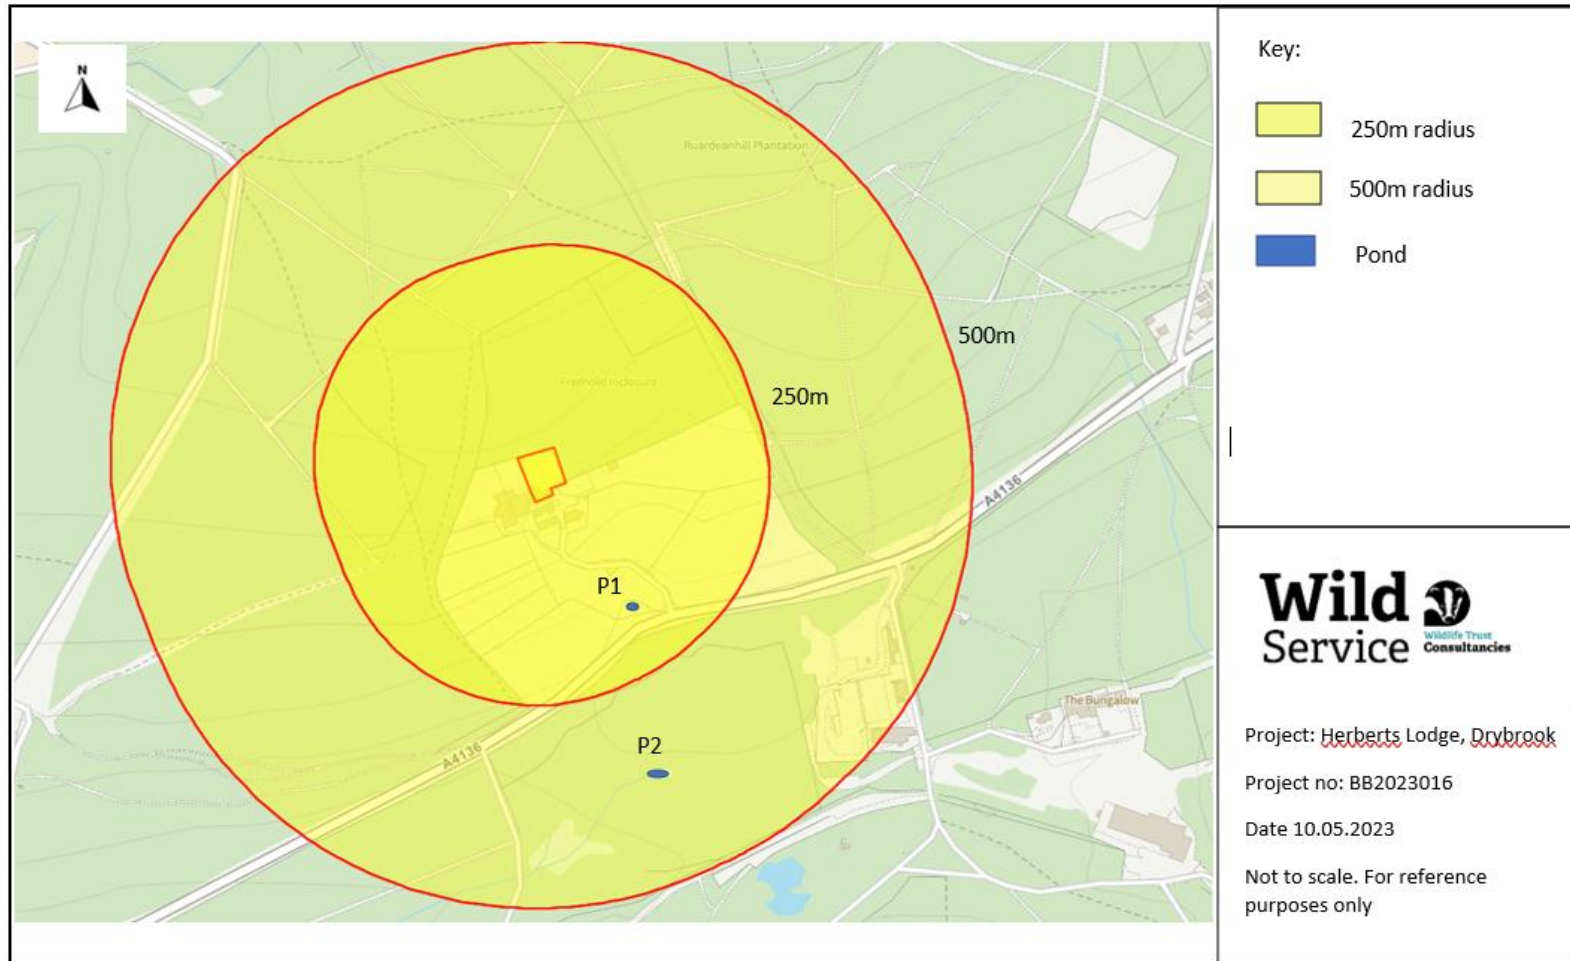 N
Ruardeanhill Plantation
500m
250m
Freehold Inclosure
A4136
P1
P2
A4136
The Bungalow
Key:
250m radius
500m radius
Pond
Wild
Service
Wildlife Trust
Consultancies
Project: Herberts Lodge, Drybrook
Project no: BB2023016
Date 10.05.2023
Not to scale. For reference
purposes only